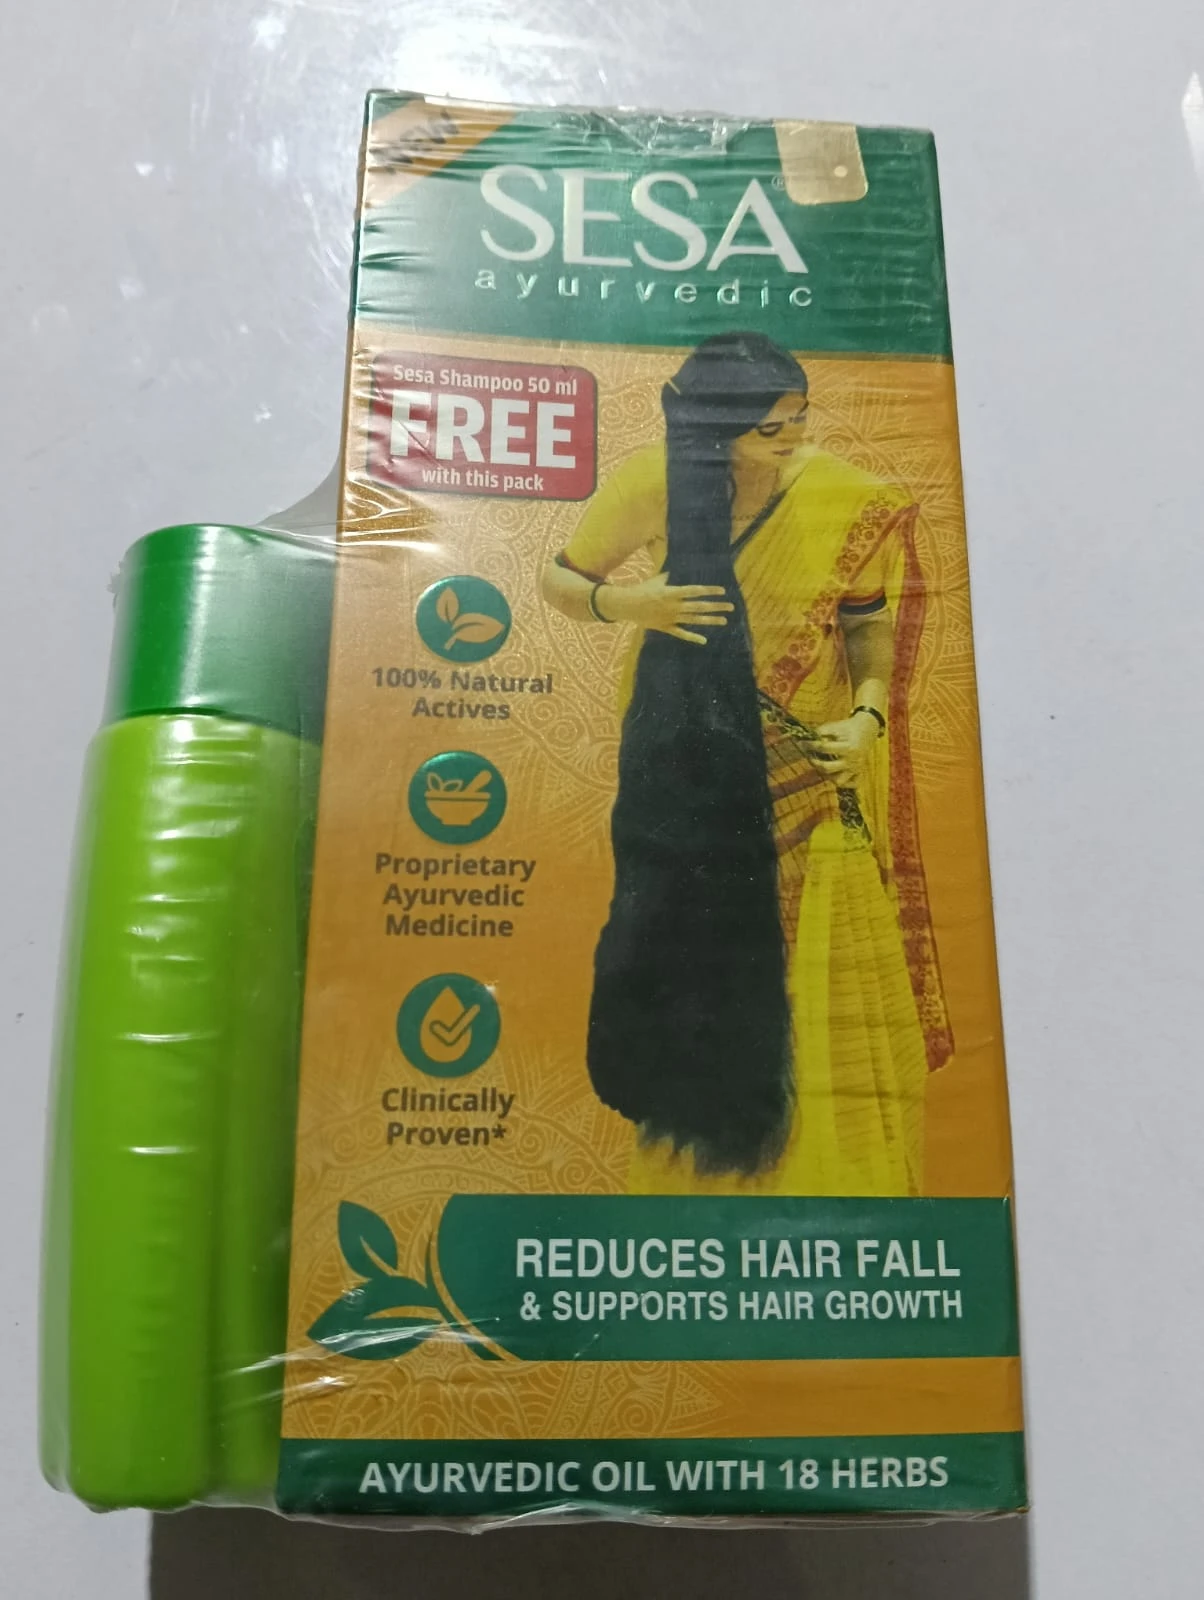 NEW
SESA®
ayurvedic
Sesa Shampoo 50 ml
FREE
with this pack
100% Natural
Actives
Proprietary
Ayurvedic
Medicine
Clinically
Proven*
REDUCES HAIR FALL
& SUPPORTS HAIR GROWTH
AYURVEDIC OIL WITH 18 HERBS